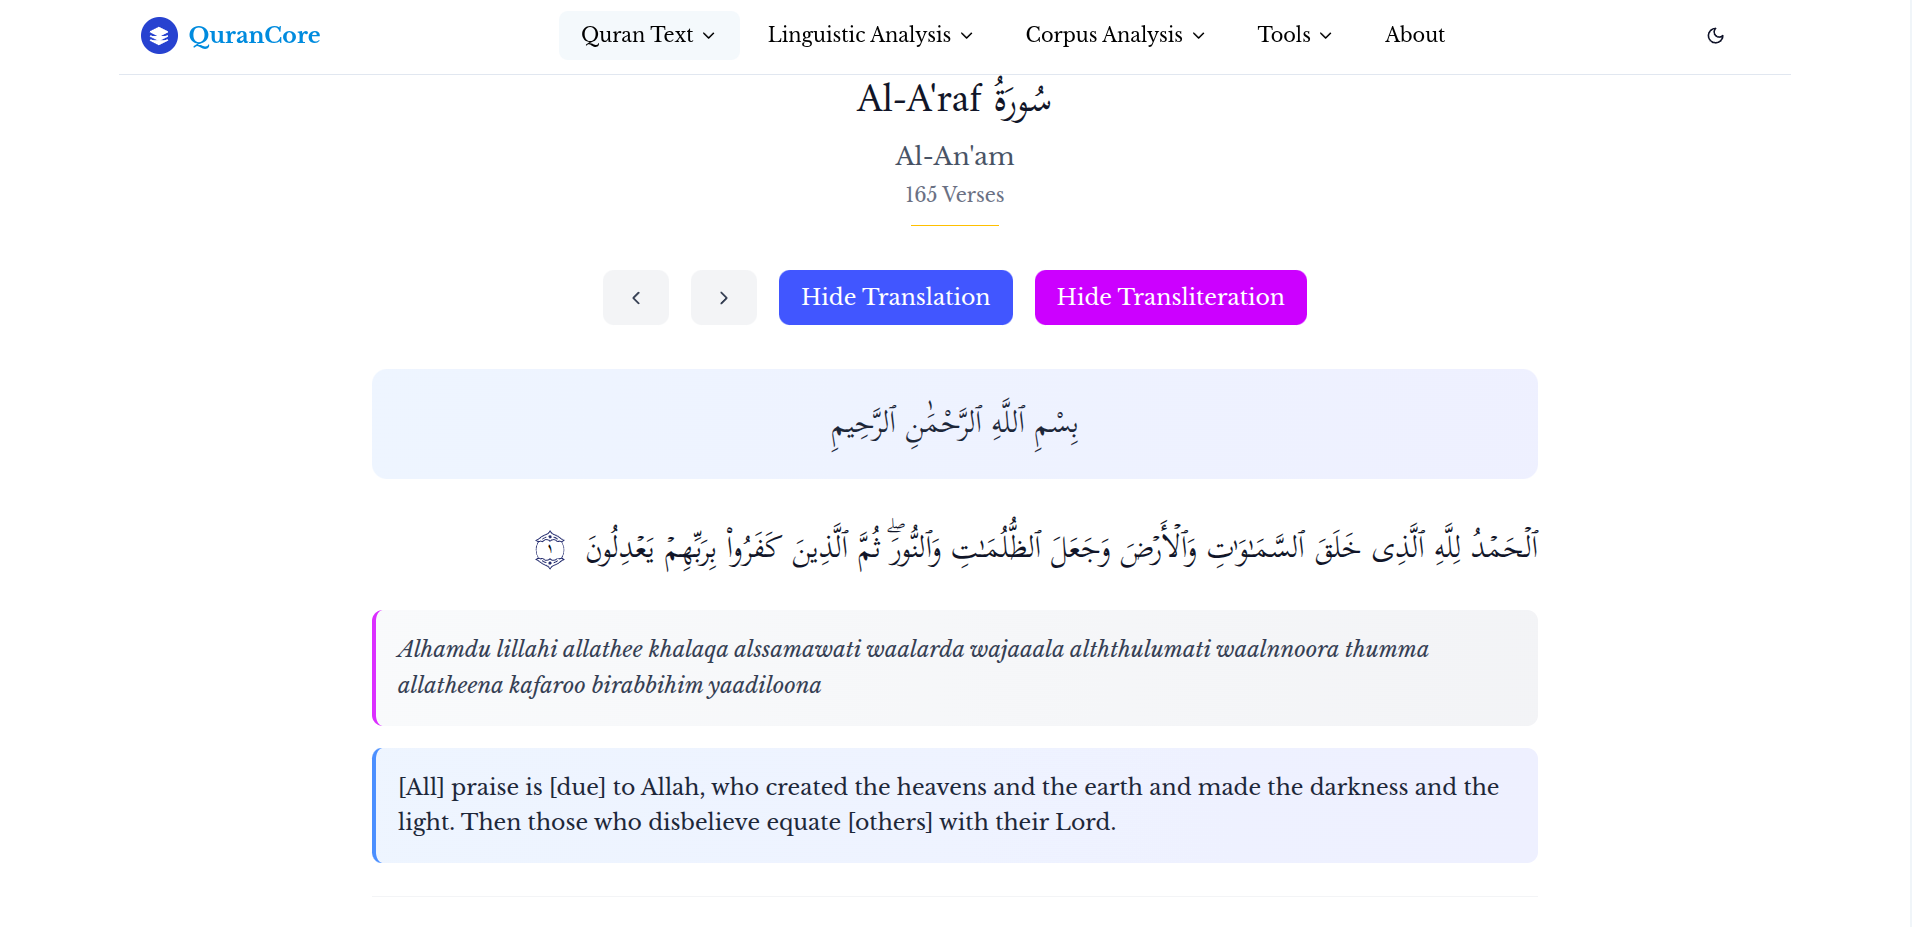 QuranCore
Quran Text
Linguistic Analysis
Corpus Analysis
Tools
About
Al-A'raf سُورَةُ
Al-An'am
165 Verses
Hide Translation
Hide Transliteration
بِسْمِ ٱللَّهِ ٱلرَّحْمَٰنِ ٱلرَّحِيمِ
ٱلْحَمْدُ لِلَّهِ ٱلَّذِى خَلَقَ ٱلسَّمَـٰوَٰتِ وَٱلْأَرْضَ وَجَعَلَ ٱلظُّلُمَـٰتِ وَٱلنُّورَ ۖ ثُمَّ ٱلَّذِينَ كَفَرُوا۟ بِرَبِّهِمْ يَعْدِلُونَ ١
Alhamdu lillahi allathee khalaqa alssamawati waalarda wajaaala alththulumati waalnnoora thumma
allatheena kafaroo birabbihim yaadiloona
[All] praise is [due] to Allah, who created the heavens and the earth and made the darkness and the
light. Then those who disbelieve equate [others] with their Lord.